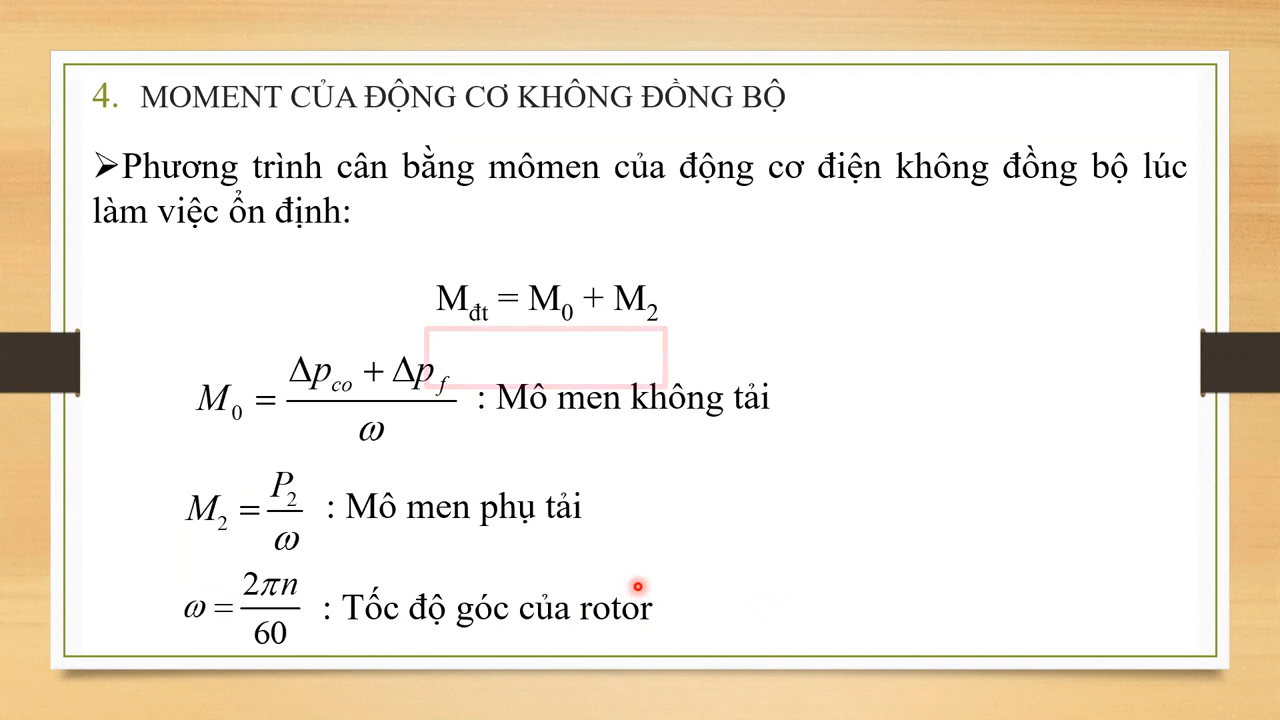 4. MOMENT CỦA ĐỘNG CƠ KHÔNG ĐỒNG BỘ
➢Phương trình cân bằng mômen của động cơ điện không đồng bộ lúc
làm việc ổn định:
Mđt = M0 + M2
M0 = (Δpco + Δpf) / ω : Mô men không tải
M2 = P2 / ω : Mô men phụ tải
ω = 2πn / 60 : Tốc độ góc của rotor